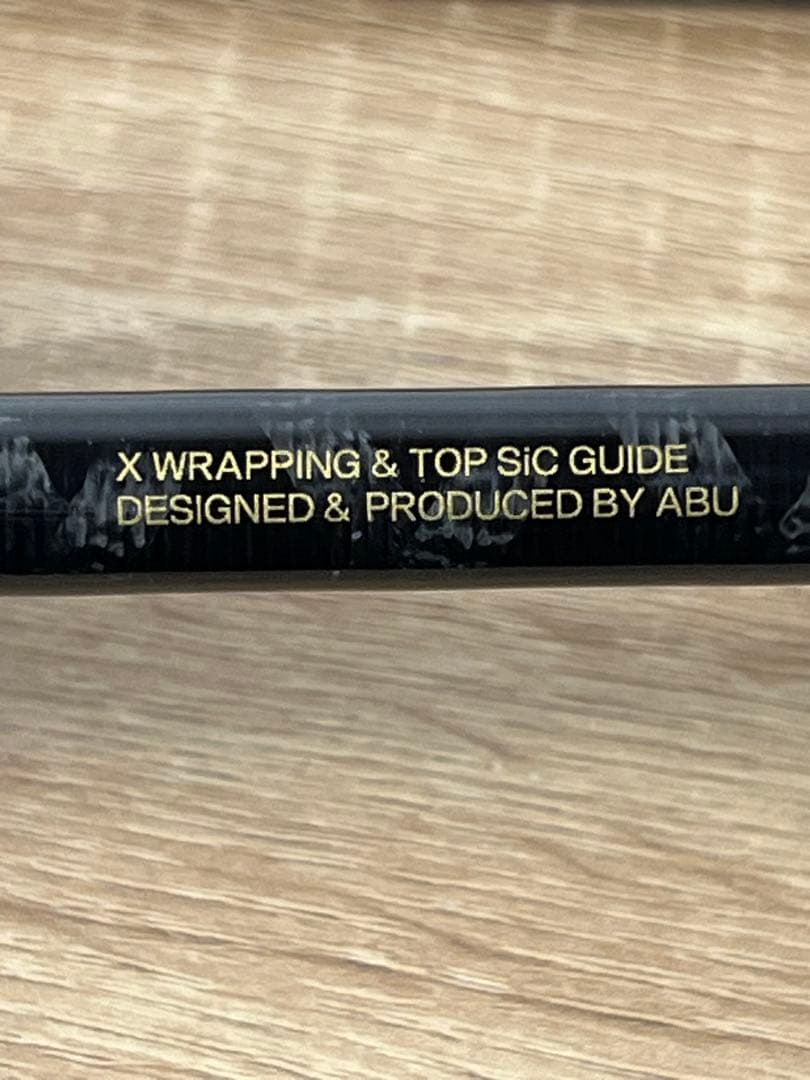 X WRAPPING & TOP SiC GUIDE
DESIGNED & PRODUCED BY ABU